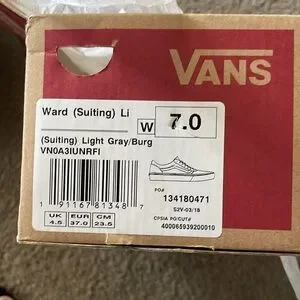 VANS
Ward (Suiting) Li
W 7.0
(Suiting) Light Gray/Burg
VN0A3IUNRFI
PO#
134180471
S2V-03/18
CPSIA PO/CUT#
400065939200010
1 91167 81348 7
UK EUR CM
4.5 37.0 23.5